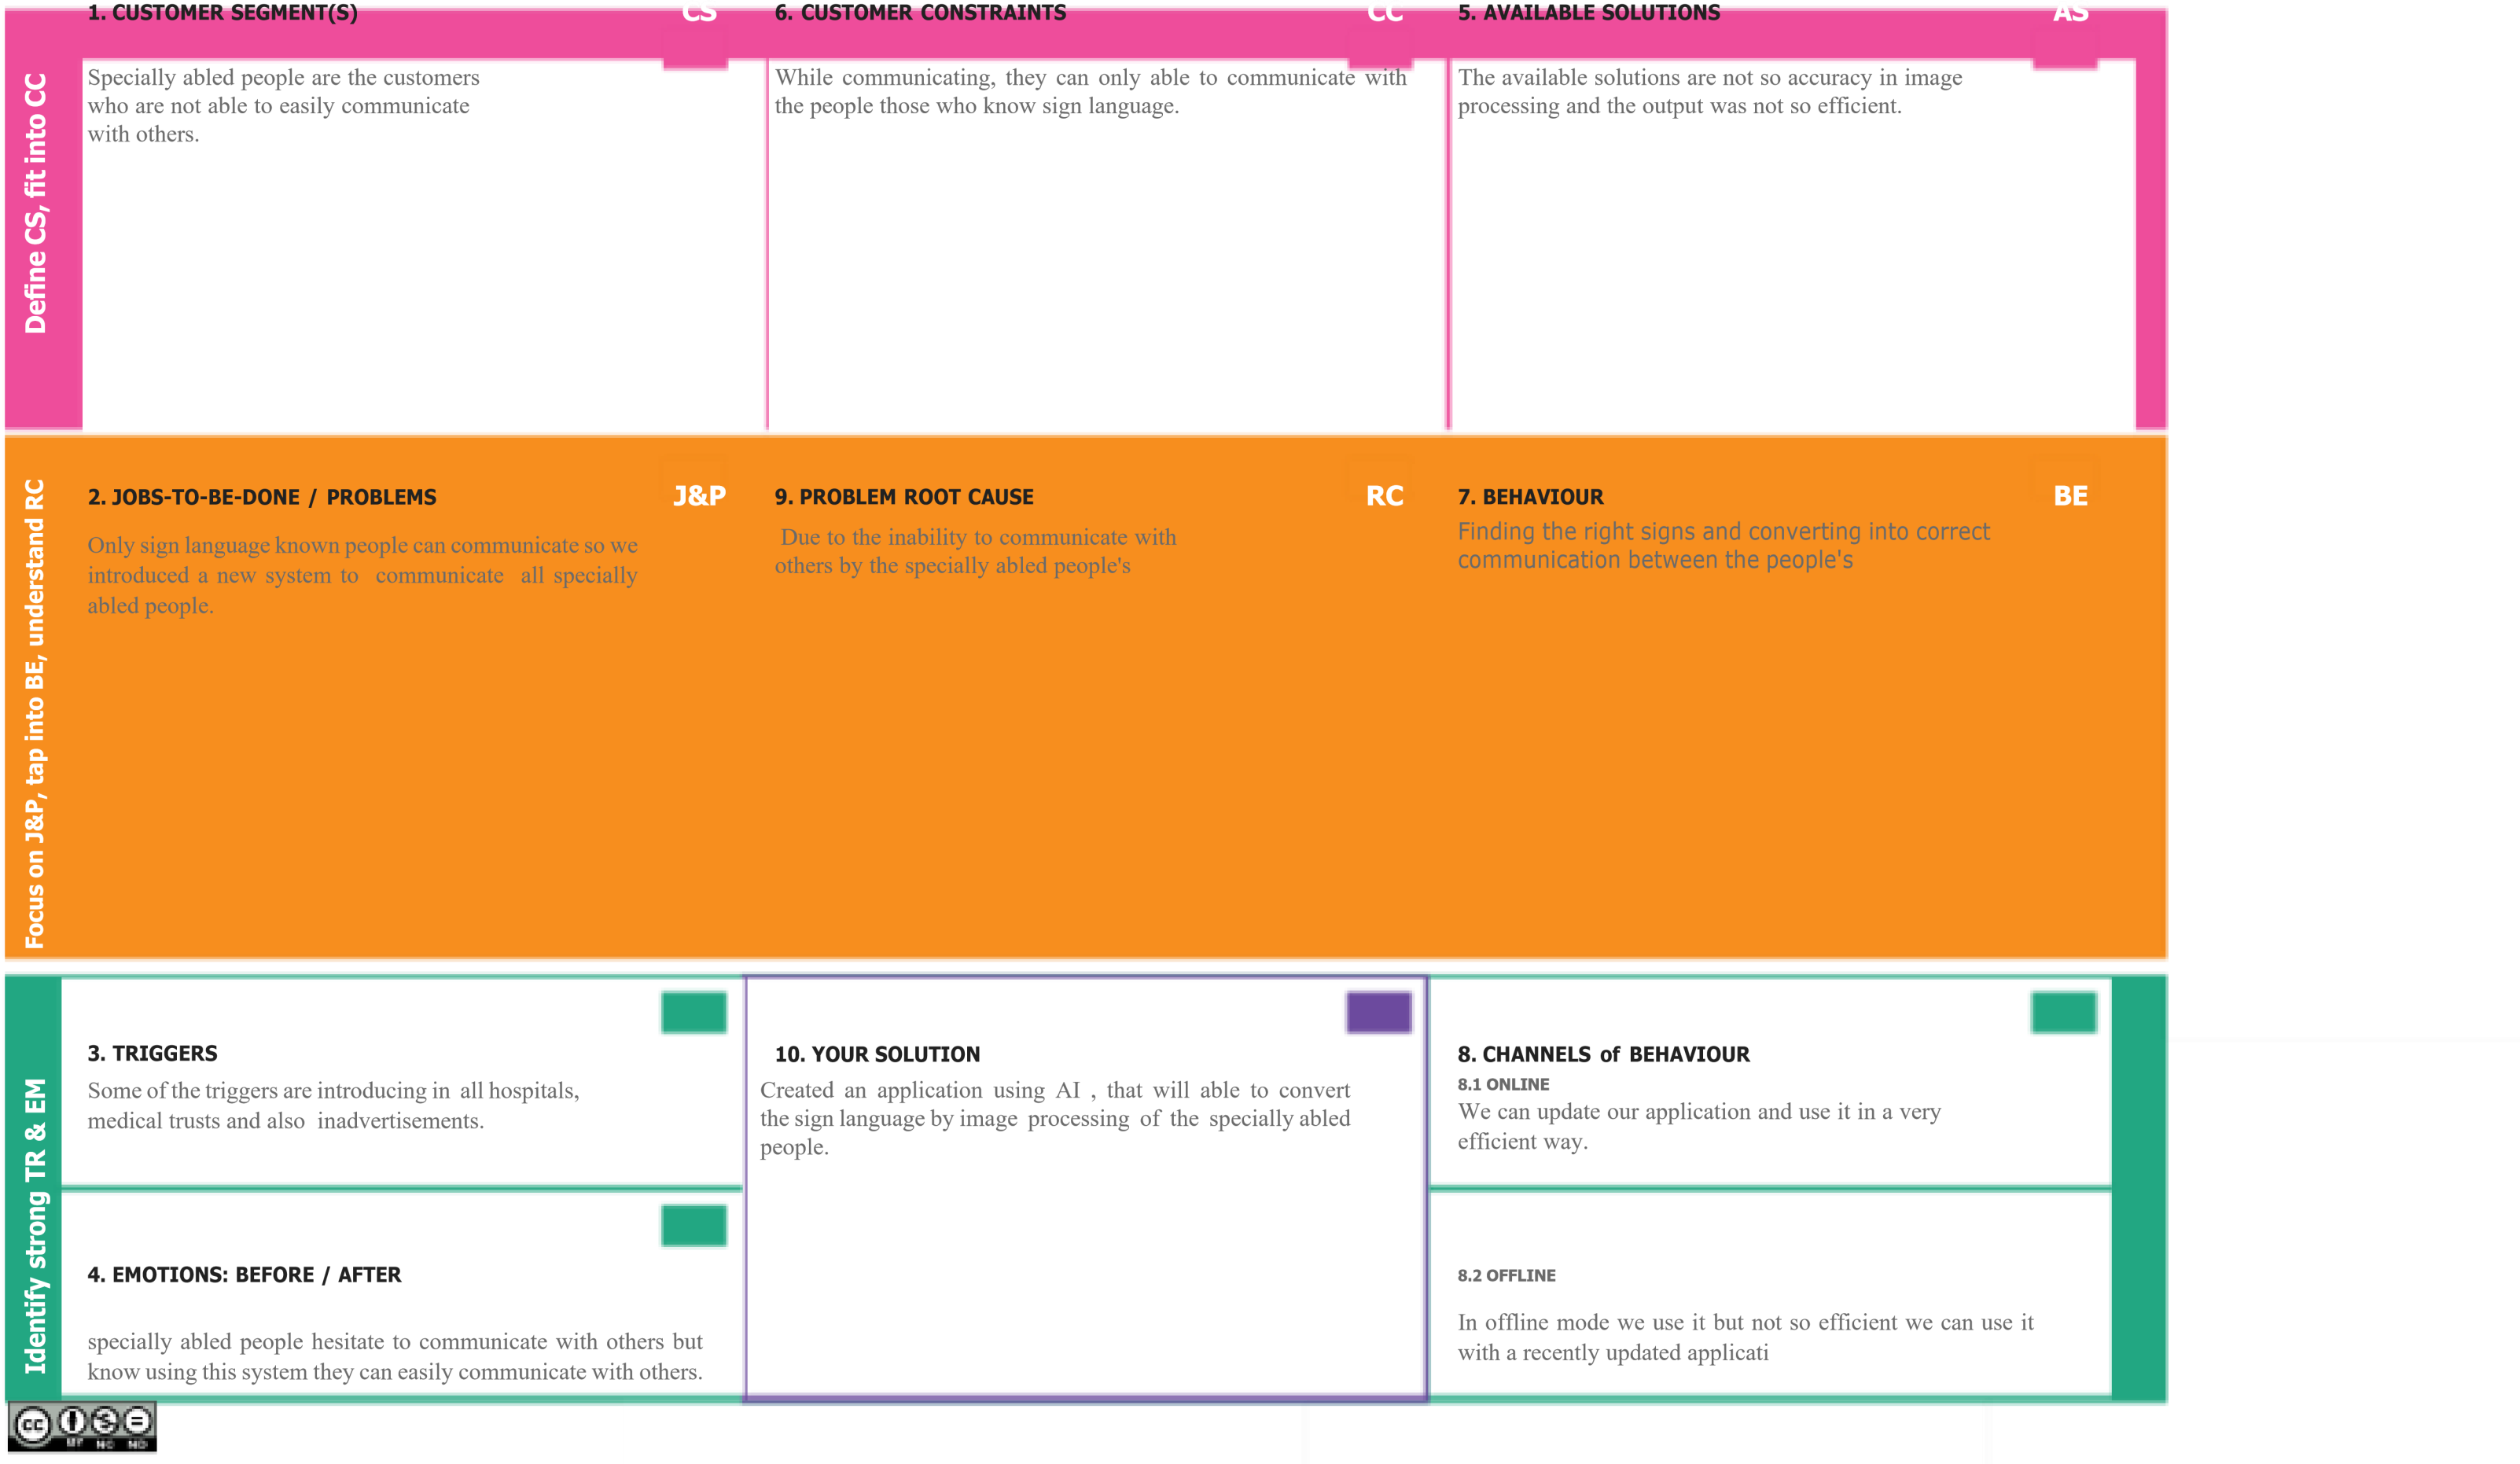 1. CUSTOMER SEGMENT(S)
CS
Specially abled people are the customers
who are not able to easily communicate
with others.
6. CUSTOMER CONSTRAINTS
CC
While communicating, they can only able to communicate with
the people those who know sign language.
5. AVAILABLE SOLUTIONS
AS
The available solutions are not so accuracy in image
processing and the output was not so efficient.
Define CS, fit into CC
2. JOBS-TO-BE-DONE / PROBLEMS
J&P
Only sign language known people can communicate so we
introduced a new system to communicate all specially
abled people.
9. PROBLEM ROOT CAUSE
RC
Due to the inability to communicate with
others by the specially abled people's
7. BEHAVIOUR
BE
Finding the right signs and converting into correct
communication between the people's
Focus on J&P, tap into BE, understand RC
3. TRIGGERS
Some of the triggers are introducing in all hospitals,
medical trusts and also inadvertisements.
4. EMOTIONS: BEFORE / AFTER
specially abled people hesitate to communicate with others but
know using this system they can easily communicate with others.
10. YOUR SOLUTION
Created an application using AI , that will able to convert
the sign language by image processing of the specially abled
people.
8. CHANNELS of BEHAVIOUR
8.1 ONLINE
We can update our application and use it in a very
efficient way.
8.2 OFFLINE
In offline mode we use it but not so efficient we can use it
with a recently updated applicati
Identify strong TR & EM
cc
BY NC ND